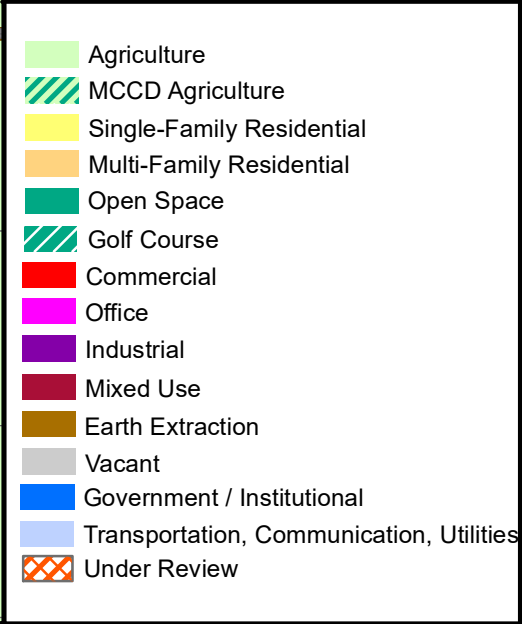 Agriculture
MCCD Agriculture
Single-Family Residential
Multi-Family Residential
Open Space
Golf Course
Commercial
Office
Industrial
Mixed Use
Earth Extraction
Vacant
Government / Institutional
Transportation, Communication, Utilities
Under Review